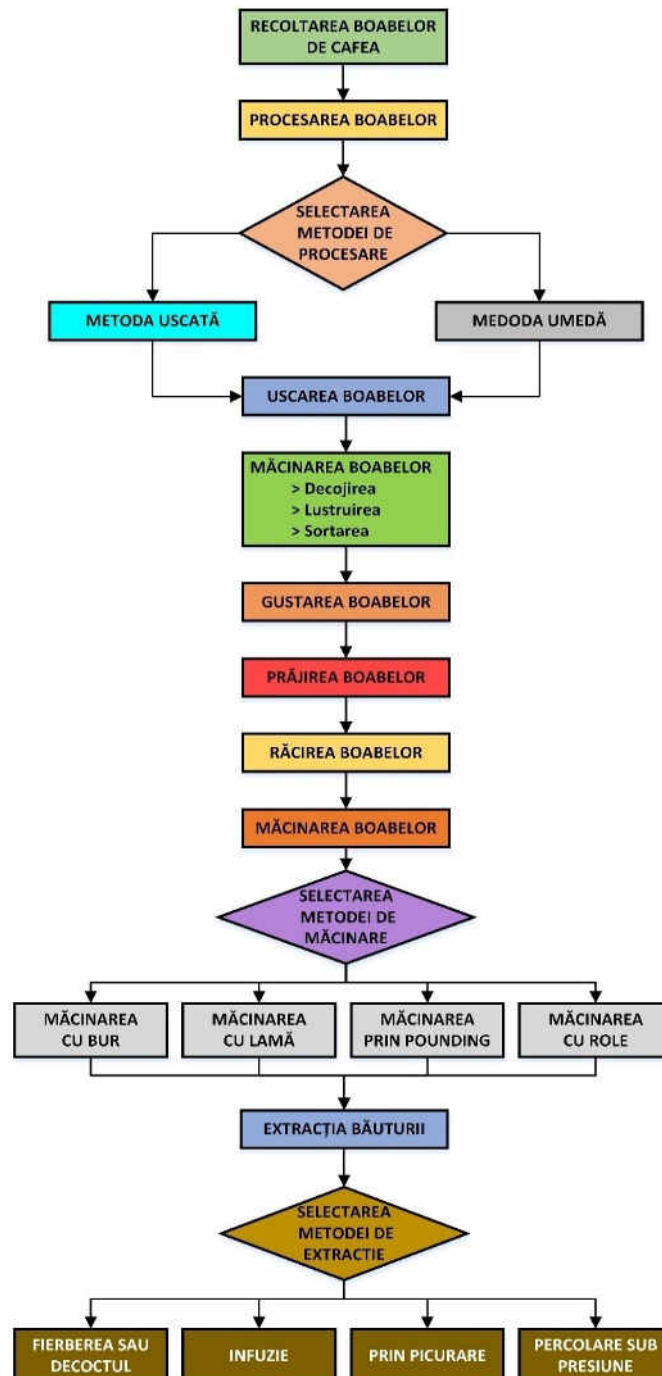 RECOLTAREA BOABELOR
DE CAFEA
PROCESAREA BOABELOR
SELECTAREA
METODEI DE
PROCESARE
METODA USCATĂ
MEDODA UMEDĂ
USCAREA BOABELOR
MĂCINAREA BOABELOR
> Decojirea
> Lustruirea
> Sortarea
GUSTAREA BOABELOR
PRĂJIREA BOABELOR
RĂCIREA BOABELOR
MĂCINAREA BOABELOR
SELECTAREA
METODEI DE
MĂCINARE
MĂCINAREA
CU BUR
MĂCINAREA
CU LAMĂ
MĂCINAREA
PRIN POUNDING
MĂCINAREA
CU ROLE
EXTRACȚIA BĂUTURII
SELECTAREA
METODEI DE
EXTRACTIE
FIERBEREA SAU
DECOCTUL
INFUZIE
PRIN PICURARE
PERCOLARE SUB
PRESIUNE